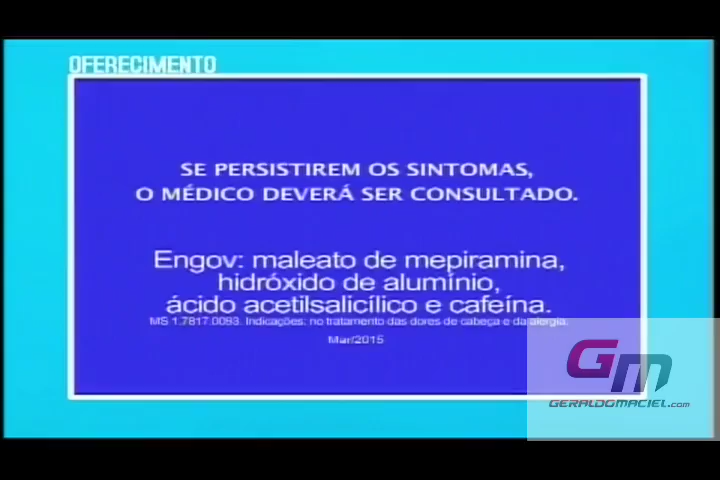 OFERECIMENTO
SE PERSISTIREM OS SINTOMAS,
O MÉDICO DEVERÁ SER CONSULTADO.
Engov: maleato de mepiramina,
hidróxido de alumínio,
ácido acetilsalicílico e cafeína.
MS 1.7817.0093. Indicações: no tratamento das dores de cabeça e da alergia.
Mar/2015
GM
GERALDOMACIEL.com